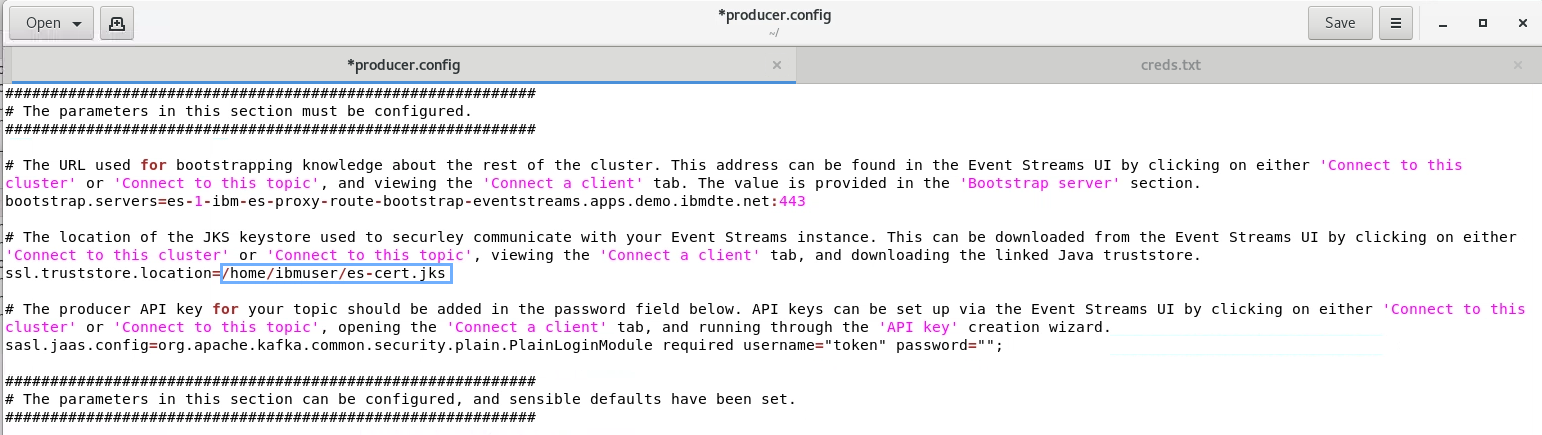 Open
*producer.config
~/
Save
*producer.config
creds.txt
###########################################################
# The parameters in this section must be configured.
###########################################################
# The URL used for bootstrapping knowledge about the rest of the cluster. This address can be found in the Event Streams UI by clicking on either 'Connect to this
cluster' or 'Connect to this topic', and viewing the 'Connect a client' tab. The value is provided in the 'Bootstrap server' section.
bootstrap.servers=es-1-ibm-es-proxy-route-bootstrap-eventstreams.apps.demo.ibmdte.net:443
# The location of the JKS keystore used to securley communicate with your Event Streams instance. This can be downloaded from the Event Streams UI by clicking on either
'Connect to this cluster' or 'Connect to this topic', viewing the 'Connect a client' tab, and downloading the linked Java truststore.
ssl.truststore.location=/home/ibmuser/es-cert.jks
# The producer API key for your topic should be added in the password field below. API keys can be set up via the Event Streams UI by clicking on either 'Connect to this
cluster' or 'Connect to this topic', opening the 'Connect a client' tab, and running through the 'API key' creation wizard.
sasl.jaas.config=org.apache.kafka.common.security.plain.PlainLoginModule required username="token" password="";
###########################################################
# The parameters in this section can be configured, and sensible defaults have been set.
###########################################################